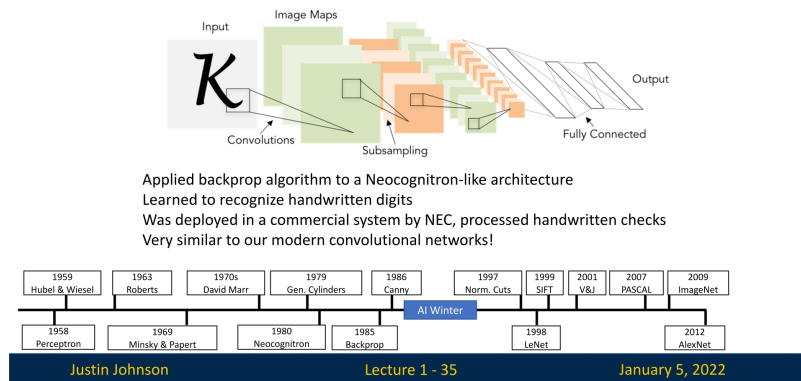 Image Maps
Input
K
Output
Convolutions
Subsampling
Fully Connected
Applied backprop algorithm to a Neocognitron-like architecture
Learned to recognize handwritten digits
Was deployed in a commercial system by NEC, processed handwritten checks
Very similar to our modern convolutional networks!
1959
Hubel & Wiesel
1963
Roberts
1970s
David Marr
1979
Gen. Cylinders
1986
Canny
1997
Norm. Cuts
1999
SIFT
2001
V&J
2007
PASCAL
2009
ImageNet
AI Winter
1958
Perceptron
1969
Minsky & Papert
1980
Neocognitron
1985
Backprop
1998
LeNet
2012
AlexNet
Justin Johnson
Lecture 1 - 35
January 5, 2022